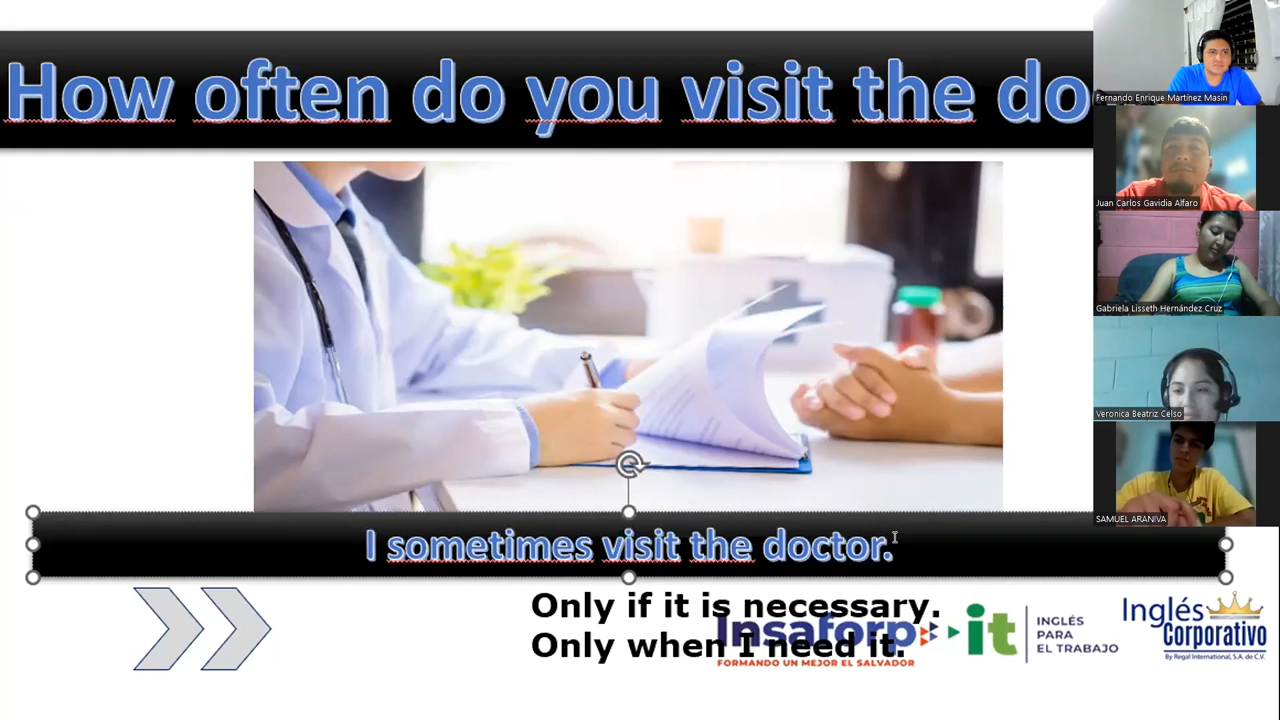 How often do you visit the do
Fernando Enrique Martínez Masin
Juan Carlos Gavidia Alfaro
Gabriela Lisseth Hernández Cruz
Veronica Beatriz Celso
SAMUEL ARANIVA
I sometimes visit the doctor.
Only if it is necessary.
Only when I need it.
Insaforp
FORMANDO UN MEJOR EL SALVADOR
it
INGLÉS
PARA
EL TRABAJO
Inglés
Corporativo
By Regal International, S.A. de C.V.